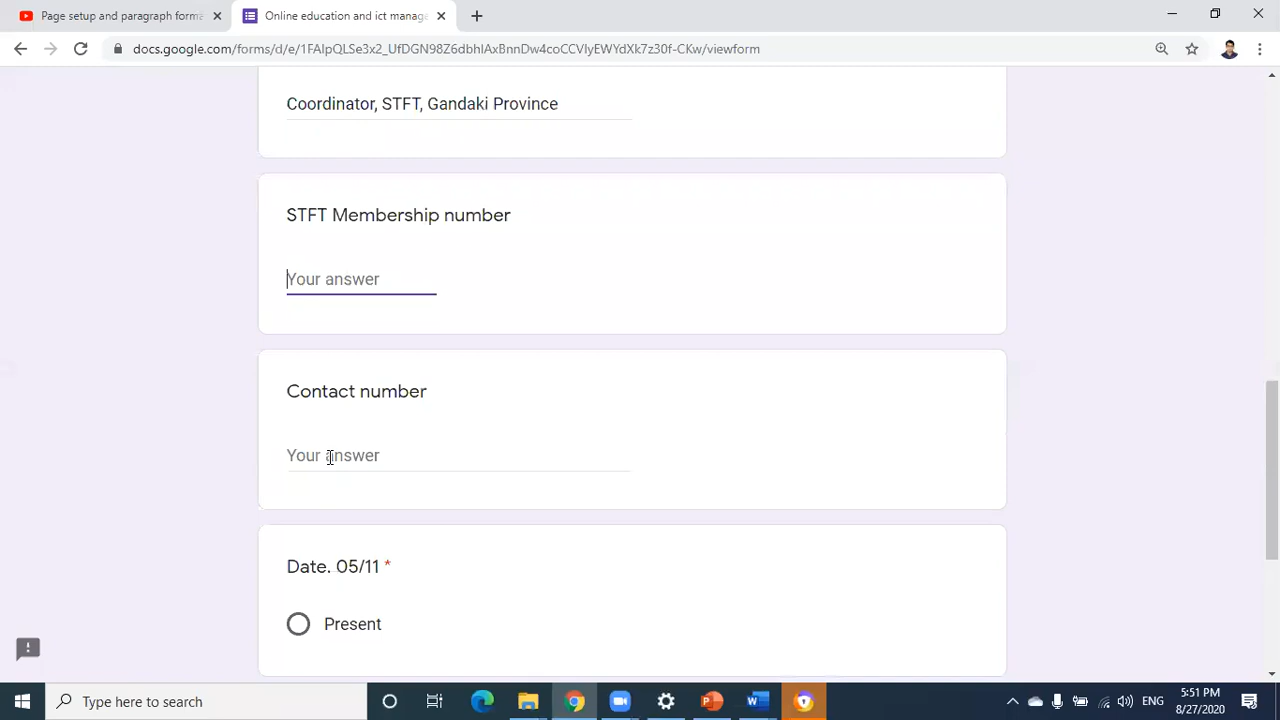 Page setup and paragraph forma
Online education and ict manag
docs.google.com/forms/d/e/1FAIpQLSe3x2_UfDGN98Z6dbhIAxBnnDw4coCCVIyEWYdXk7z30f-CKw/viewform
Coordinator, STFT, Gandaki Province
STFT Membership number
Your answer
Contact number
Your answer
Date. 05/11 *
Present
Type here to search
ENG
5:51 PM
8/27/2020